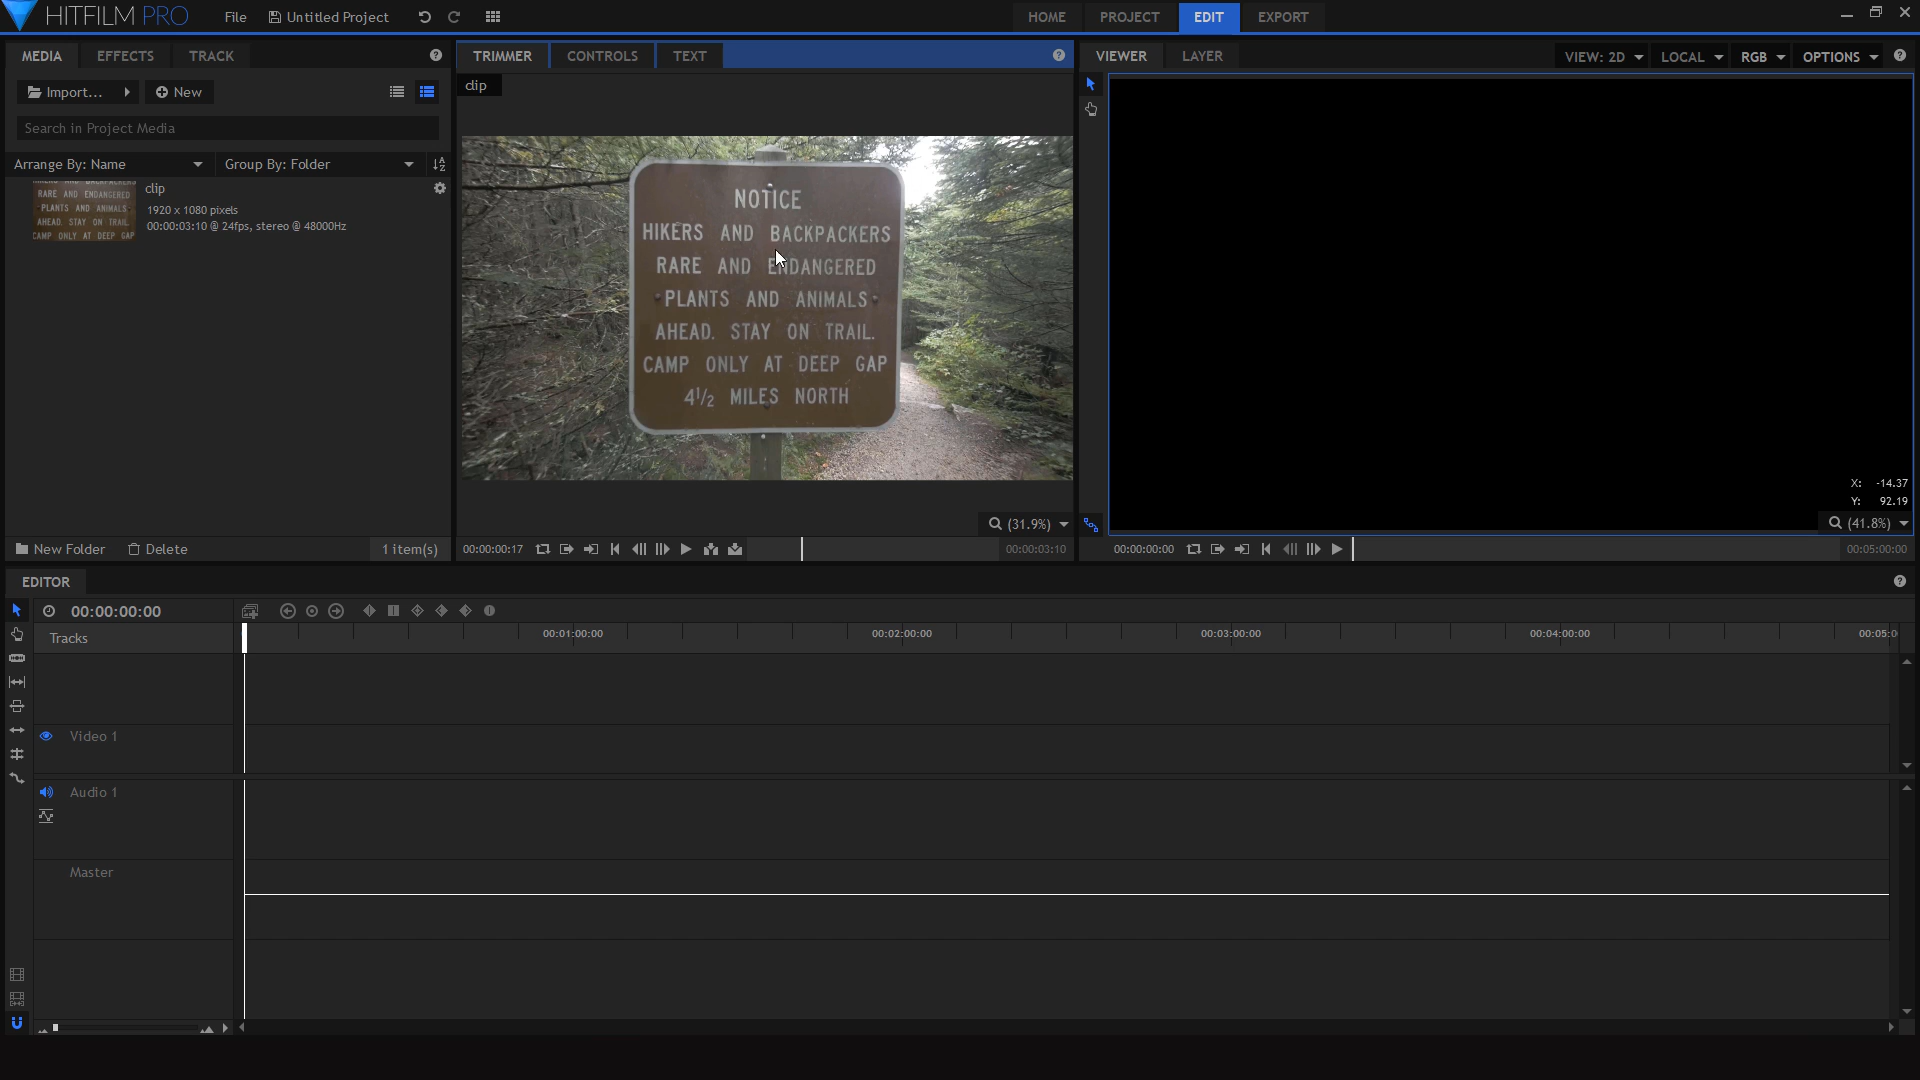 HITFILM PRO
File
Untitled Project
HOME
PROJECT
EDIT
EXPORT
MEDIA
EFFECTS
TRACK
Import...
New
Search in Project Media
Arrange By: Name
Group By: Folder
clip
1920 x 1080 pixels
00:00:03:10 @ 24fps, stereo @ 48000Hz
New Folder
Delete
1 item(s)
TRIMMER
CONTROLS
TEXT
clip
NOTICE
HIKERS AND BACKPACKERS
RARE AND ENDANGERED
PLANTS AND ANIMALS
AHEAD. STAY ON TRAIL.
CAMP ONLY AT DEEP GAP
4 1/2 MILES NORTH
(31.9%)
00:00:00:17
00:00:03:10
VIEWER
LAYER
VIEW: 2D
LOCAL
RGB
OPTIONS
X: -14.37
Y: 92.19
(41.8%)
00:00:00:00
00:05:00:00
EDITOR
00:00:00:00
Tracks
00:01:00:00
00:02:00:00
00:03:00:00
00:04:00:00
00:05:0
Video 1
Audio 1
Master